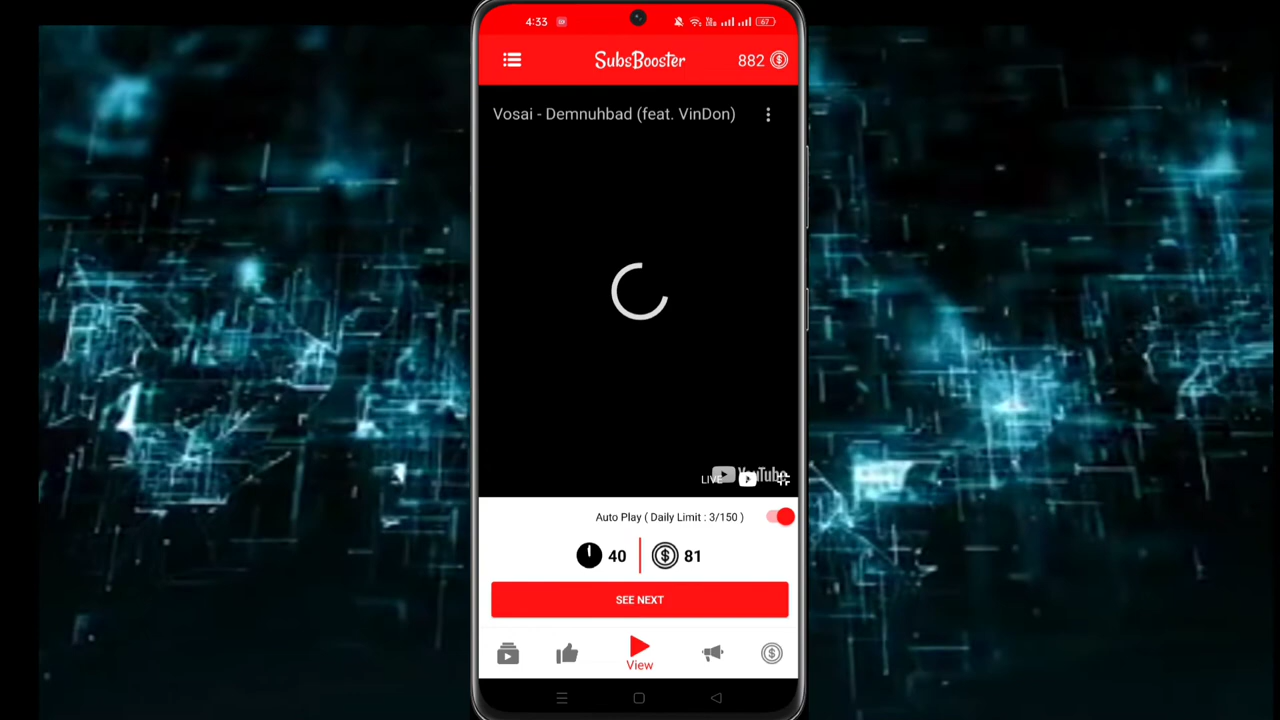 4:33
67
SubsBooster
882
Vosai - Demnuhbad (feat. VinDon)
LIVE
YouTube
Auto Play ( Daily Limit : 3/150 )
40
81
SEE NEXT
View